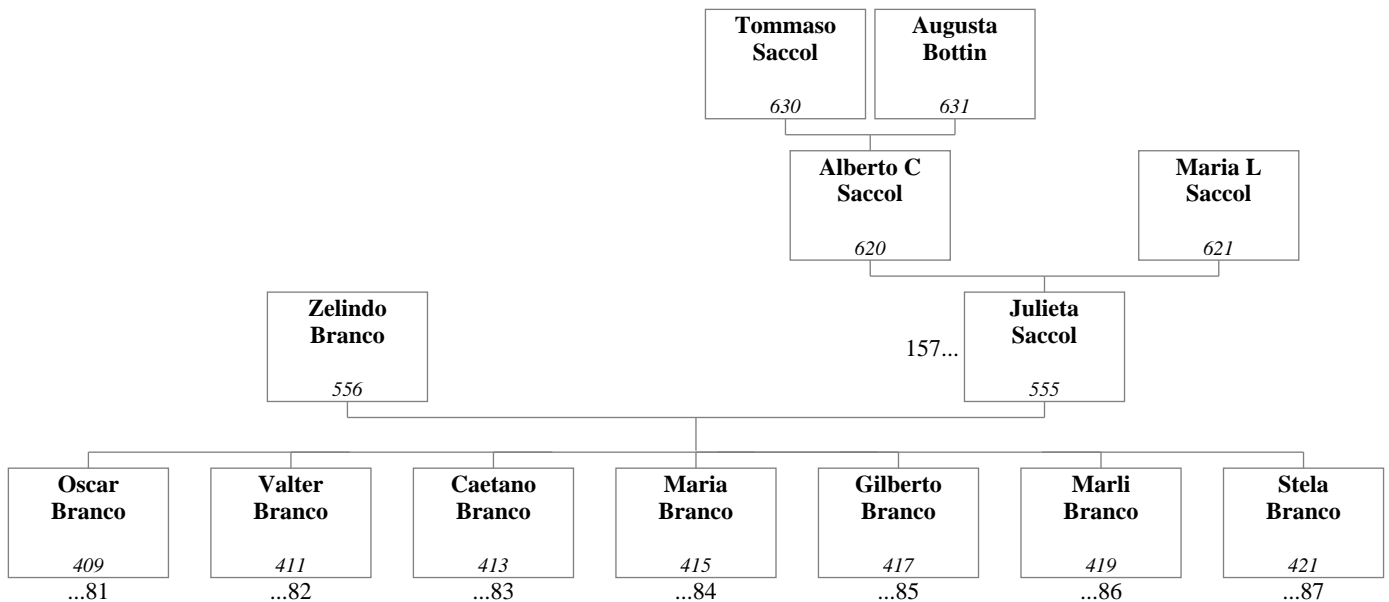 Tommaso
Saccol
630
Augusta
Bottin
631
Alberto C
Saccol
620
Maria L
Saccol
621
Zelindo
Branco
556
157...
Julieta
Saccol
555
Oscar
Branco
409
...81
Valter
Branco
411
...82
Caetano
Branco
413
...83
Maria
Branco
415
...84
Gilberto
Branco
417
...85
Marli
Branco
419
...86
Stela
Branco
421
...87